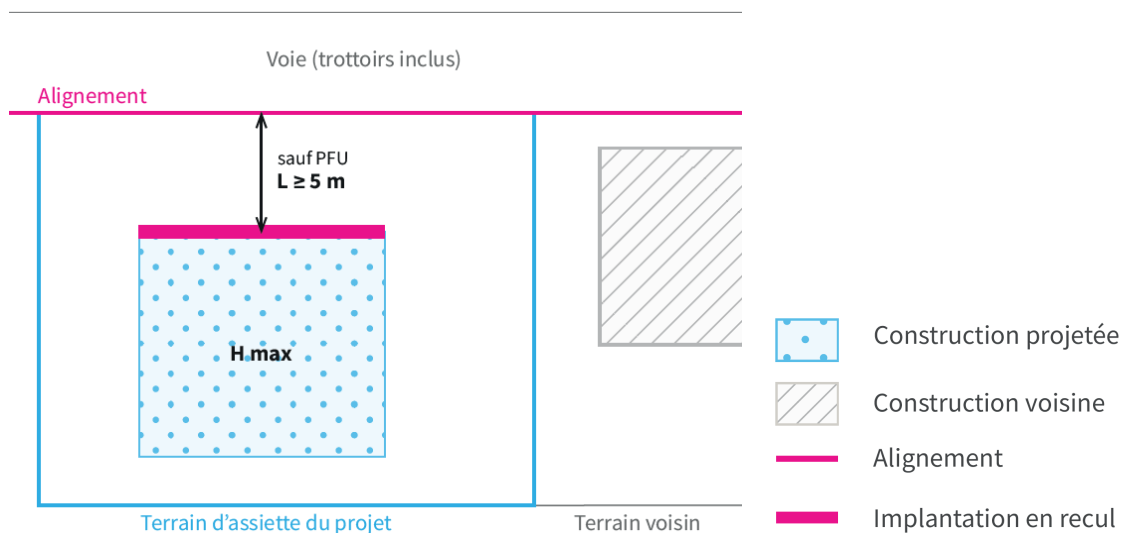 Voie (trottoirs inclus)
Alignement
sauf PFU
L ≥ 5 m
H max
Terrain d’assiette du projet
Terrain voisin
Construction projetée
Construction voisine
Alignement
Implantation en recul